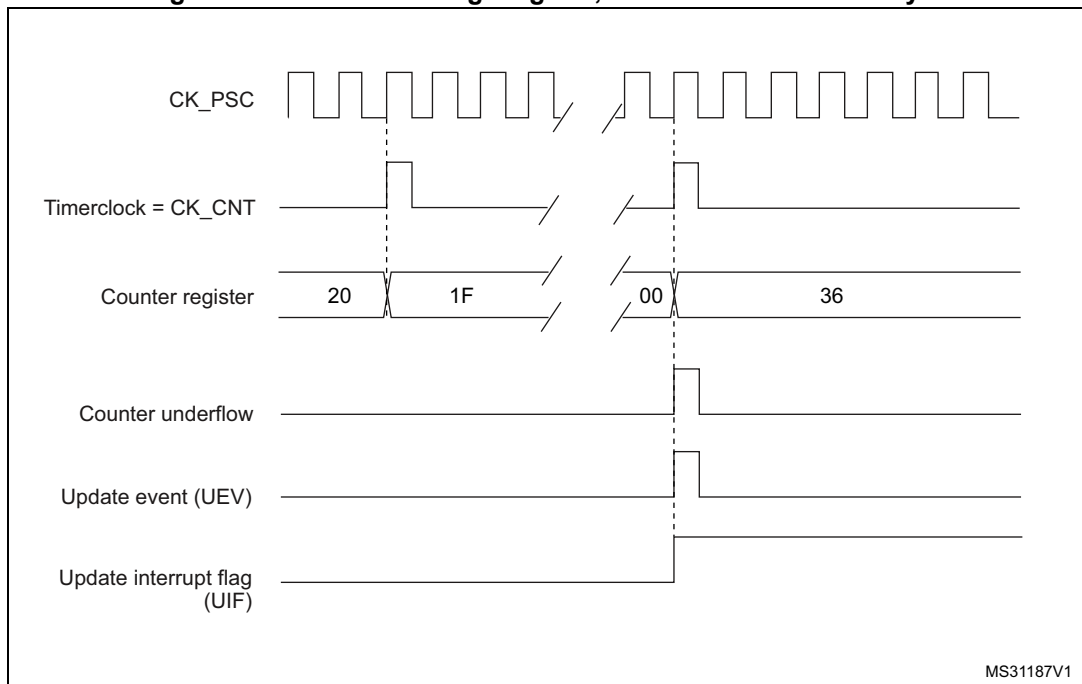 CK_PSC
Timerclock = CK_CNT
Counter register
20
1F
00
36
Counter underflow
Update event (UEV)
Update interrupt flag
(UIF)
MS31187V1